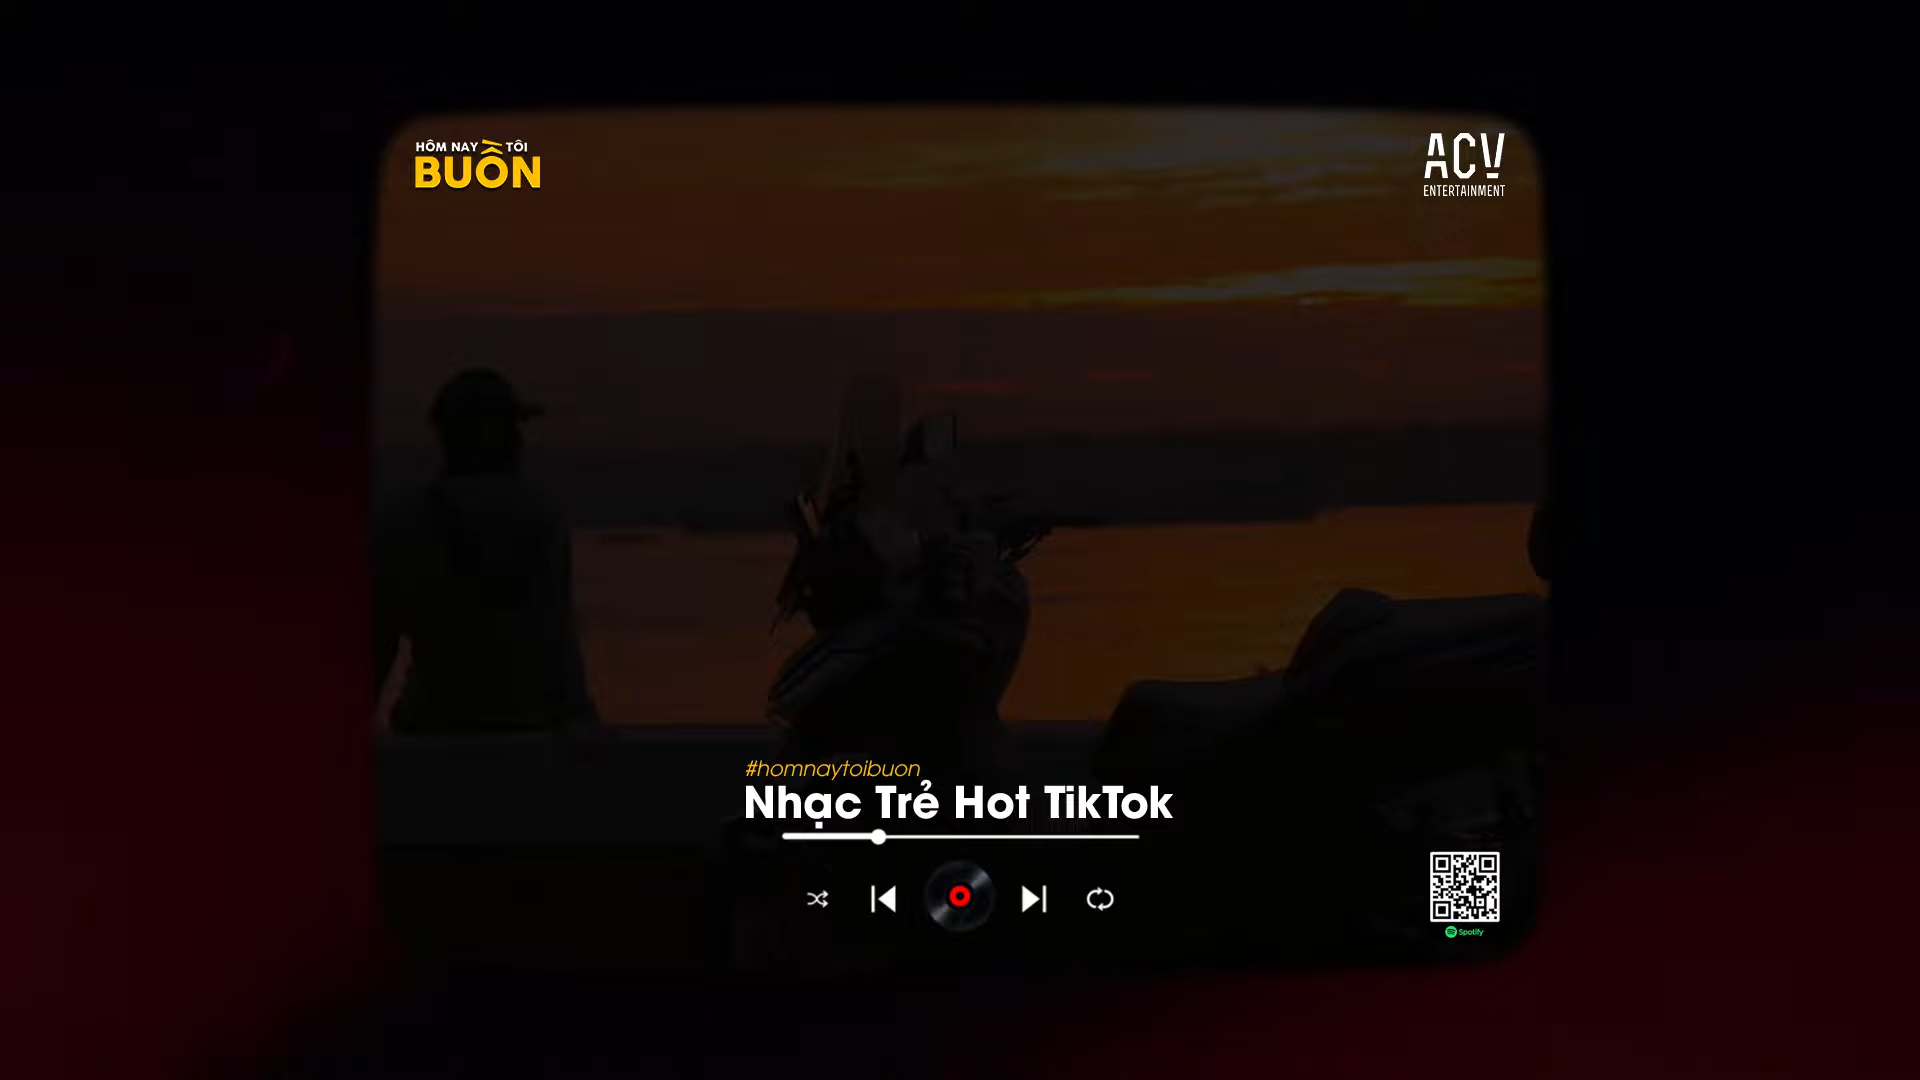 HÔM NAY TÔI
BUỒN
ACV
ENTERTAINMENT
#homnaytoibuon
Nhạc Trẻ Hot TikTok
Spotify